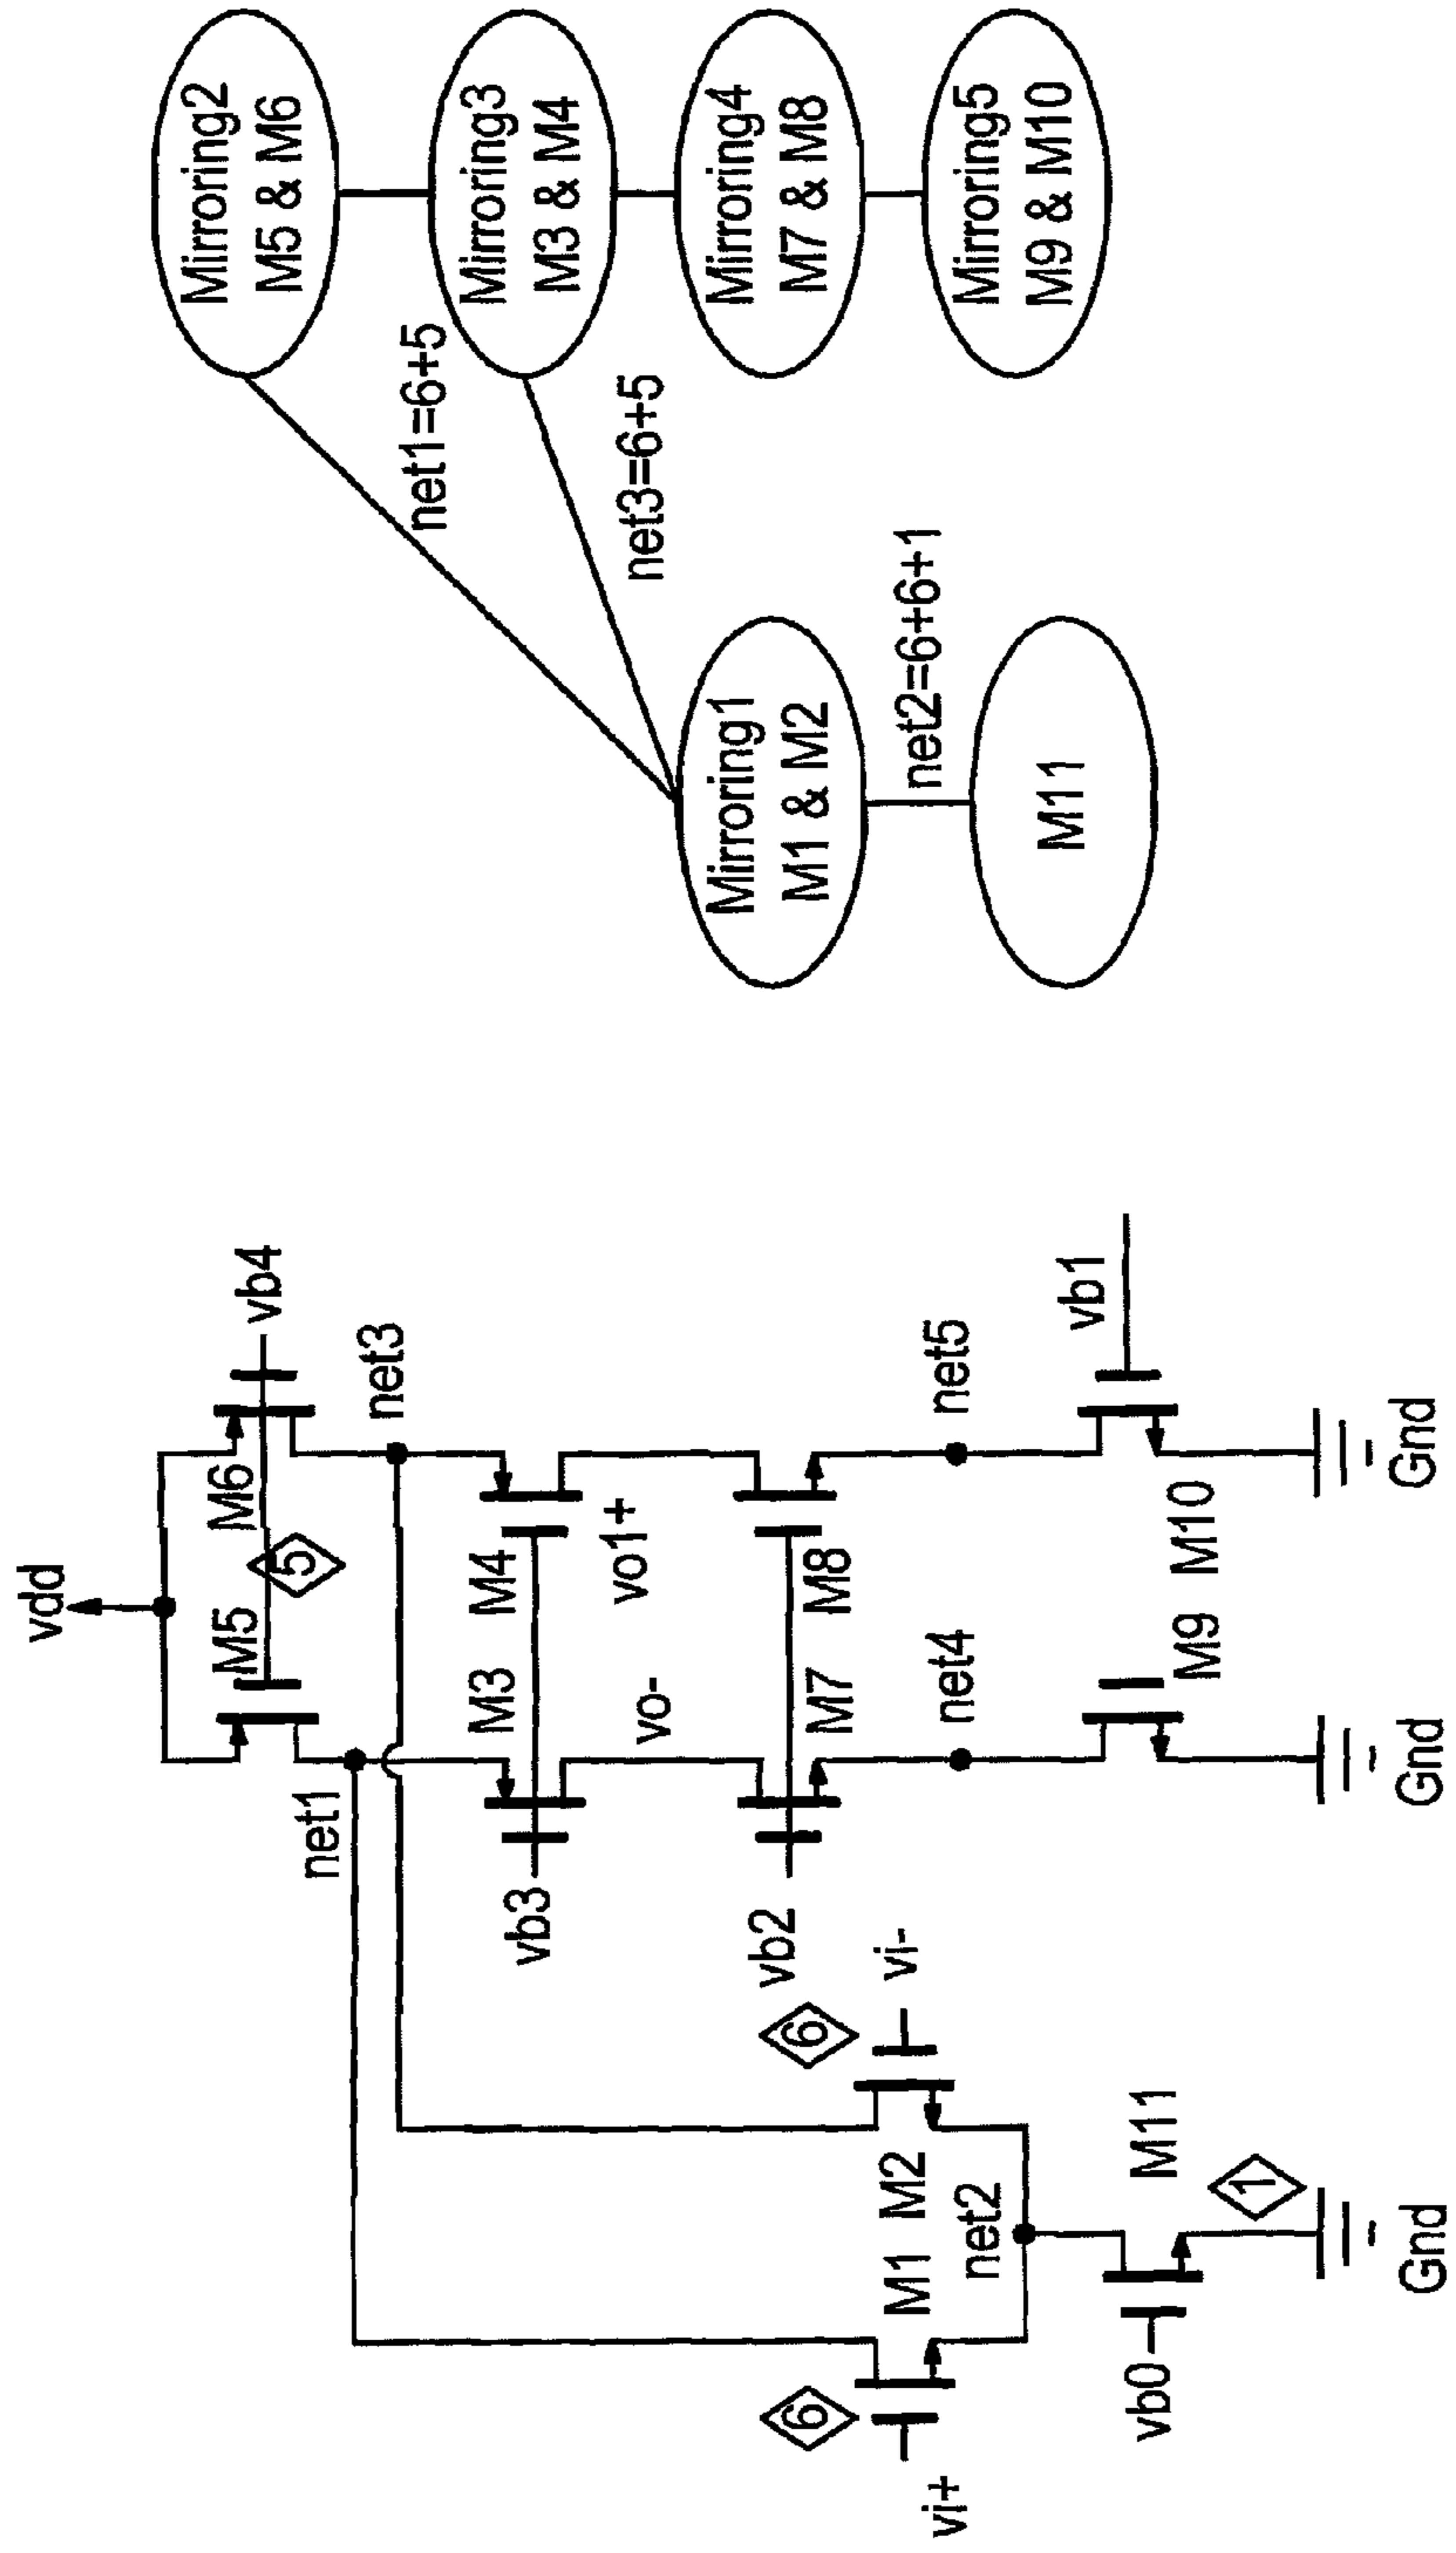 vdd
M5
M6
vb4
5
net1
net3
M3
M4
vb3
vo-
vo1+
vb2
M7
M8
net4
net5
vb1
M9
M10
Gnd
Gnd
6
vi+
M1
M2
6
vi-
net2
vb0
M11
1
Gnd
Mirroring2
M5 & M6
net1=6+5
Mirroring3
M3 & M4
net3=6+5
Mirroring1
M1 & M2
Mirroring4
M7 & M8
net2=6+6+1
M11
Mirroring5
M9 & M10